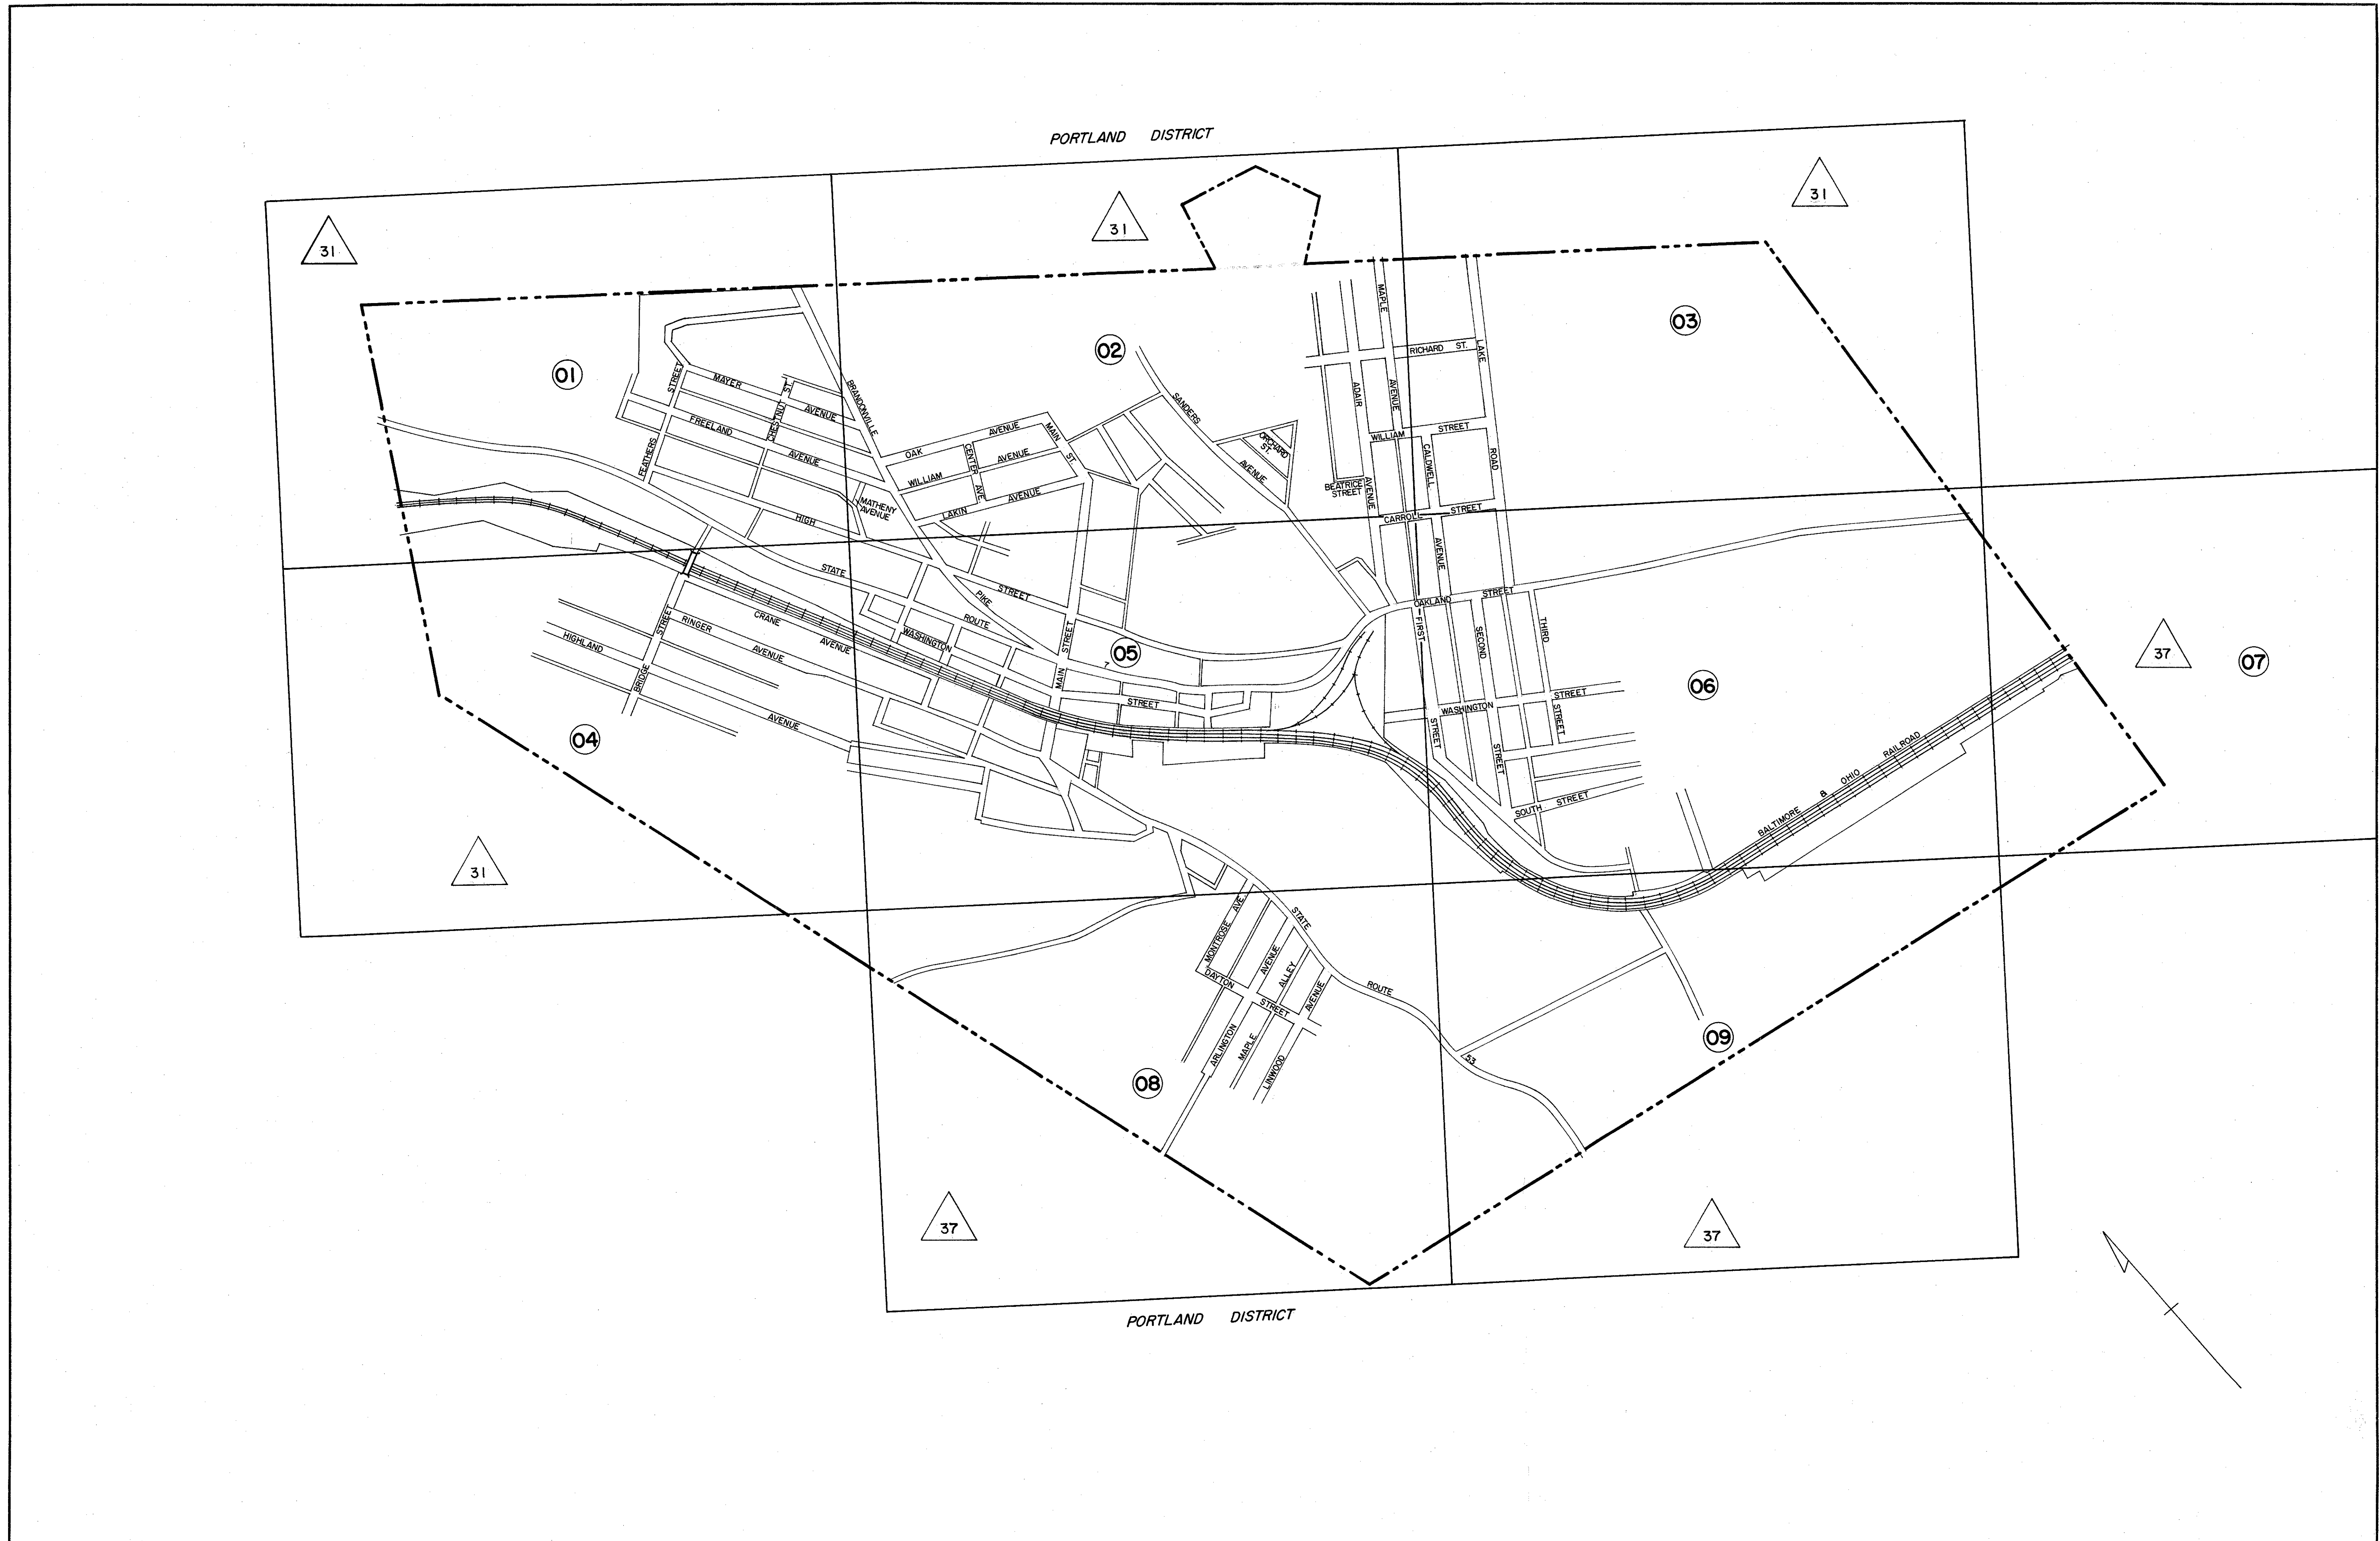 PORTLAND DISTRICT
31
31
31
01
02
03
MAYER
AVENUE
CHESTNUT ST.
FREELAND
AVENUE
FEATHERS
STREET
BRANDONVILLE
PIKE
MATHENY
AVENUE
HIGH
STREET
OAK
AVENUE
WILLIAM
AVENUE
CENTER AVE.
LAKIN
AVENUE
MAIN ST.
SANDERS
AVENUE
ORCHARD
ST.
MAPLE
AVENUE
ADAIR
AVENUE
RICHARD ST.
LAKE
ROAD
WILLIAM
STREET
CALDWELL
AVENUE
BEATRICE
STREET
CARROLL
STREET
STATE
ROUTE
7
CRANE
AVENUE
RINGER
AVENUE
HIGHLAND
AVENUE
BRIDGE
STREET
WASHINGTON
STREET
MAIN
STREET
04
05
06
37
07
OAKLAND
STREET
FIRST
STREET
SECOND
STREET
THIRD
STREET
WASHINGTON
STREET
SOUTH STREET
BALTIMORE & OHIO RAILROAD
31
MONTROSE AVE.
DAYTON
STREET
ARLINGTON
AVENUE
MAPLE
ALLEY
LINWOOD
AVENUE
STATE
ROUTE
53
08
09
37
37
PORTLAND DISTRICT